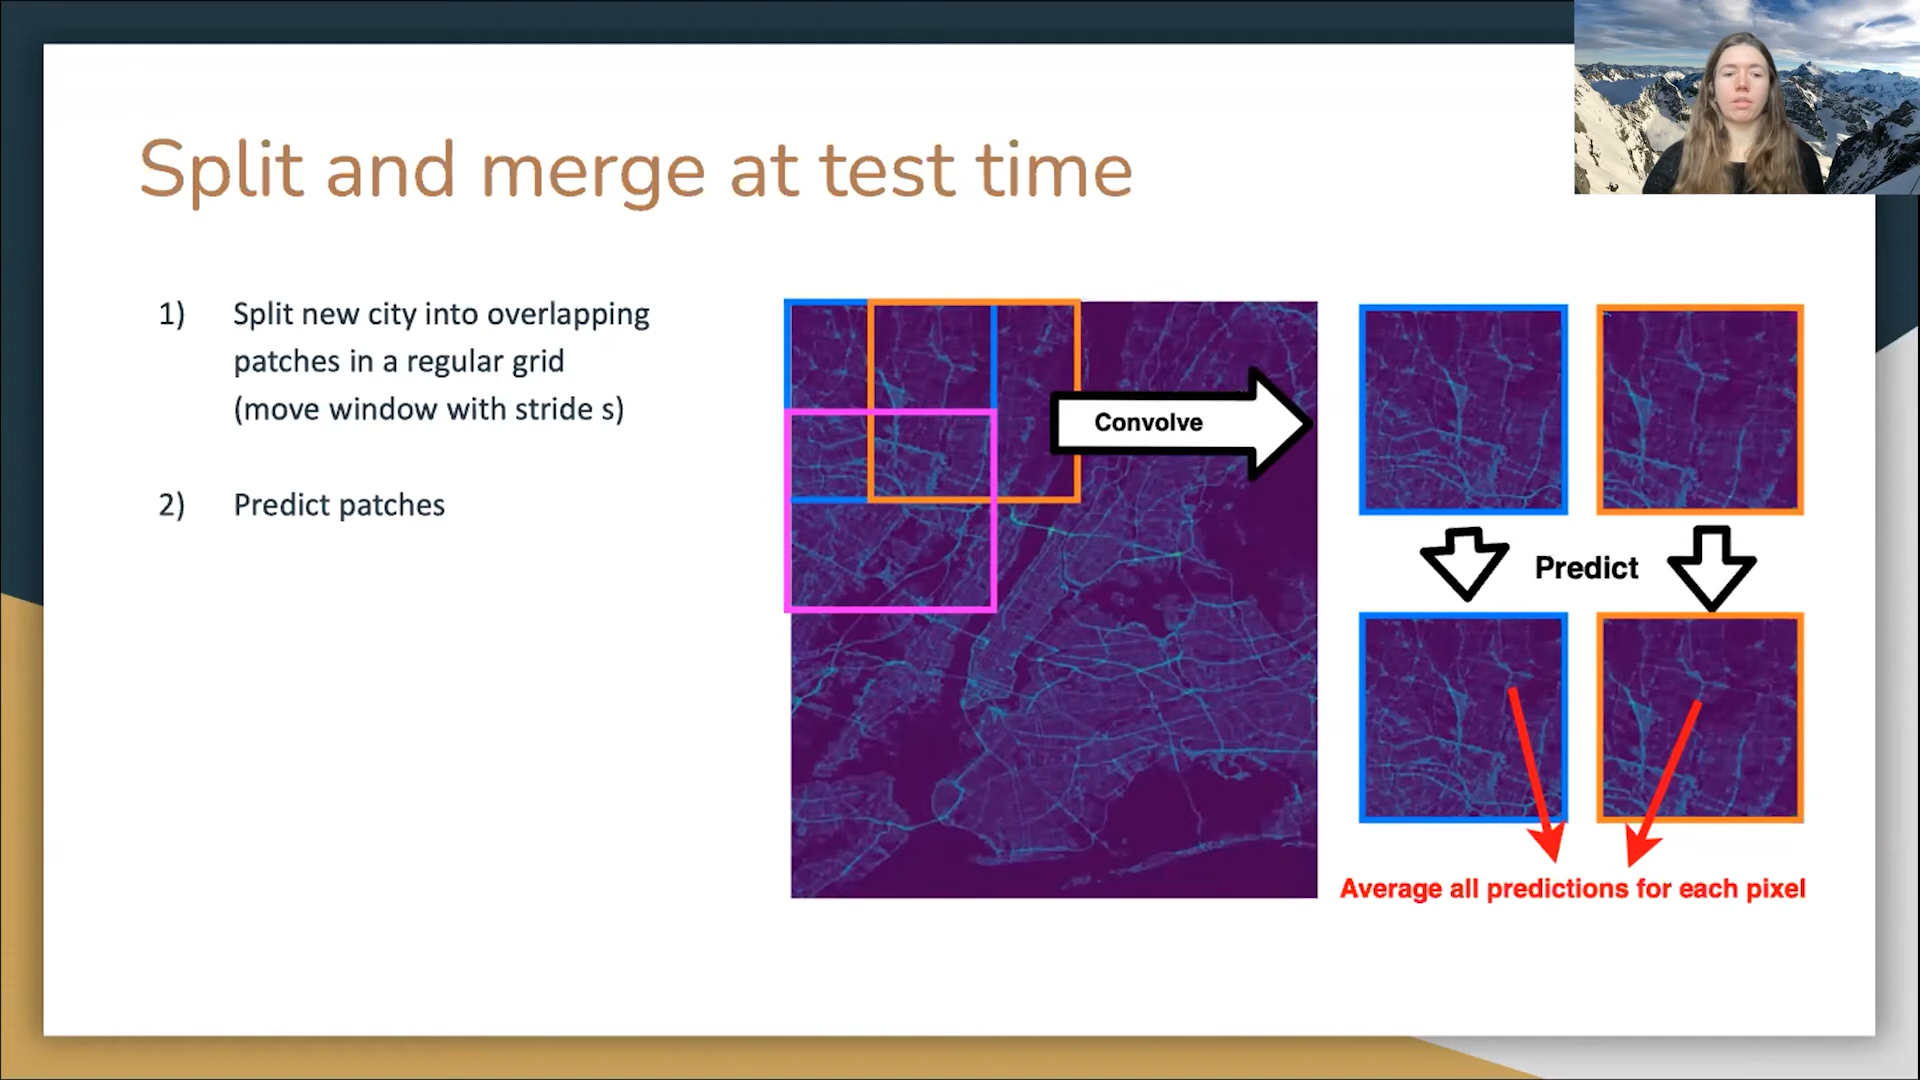 Split and merge at test time
1) Split new city into overlapping
patches in a regular grid
(move window with stride s)
2) Predict patches
Convolve
Predict
Average all predictions for each pixel